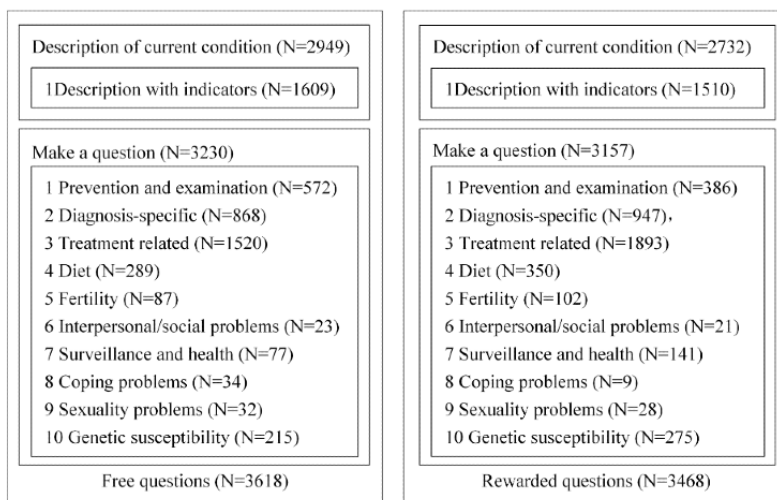 Description of current condition (N=2949)
1Description with indicators (N=1609)
Make a question (N=3230)
1 Prevention and examination (N=572)
2 Diagnosis-specific (N=868)
3 Treatment related (N=1520)
4 Diet (N=289)
5 Fertility (N=87)
6 Interpersonal/social problems (N=23)
7 Surveillance and health (N=77)
8 Coping problems (N=34)
9 Sexuality problems (N=32)
10 Genetic susceptibility (N=215)
Free questions (N=3618)
Description of current condition (N=2732)
1Description with indicators (N=1510)
Make a question (N=3157)
1 Prevention and examination (N=386)
2 Diagnosis-specific (N=947),
3 Treatment related (N=1893)
4 Diet (N=350)
5 Fertility (N=102)
6 Interpersonal/social problems (N=21)
7 Surveillance and health (N=141)
8 Coping problems (N=9)
9 Sexuality problems (N=28)
10 Genetic susceptibility (N=275)
Rewarded questions (N=3468)